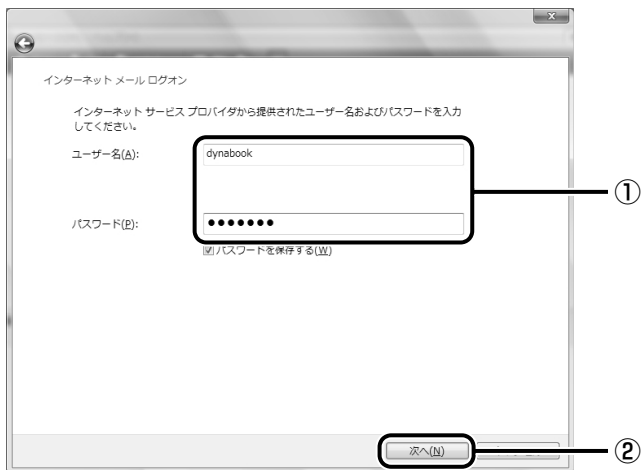 x
インターネット メール ログオン
インターネット サービス プロバイダから提供されたユーザー名およびパスワードを入力
してください。
ユーザー名(A):
dynabook
①
パスワード(P):
●●●●●●●
パスワードを保存する(W)
次へ(N)
②